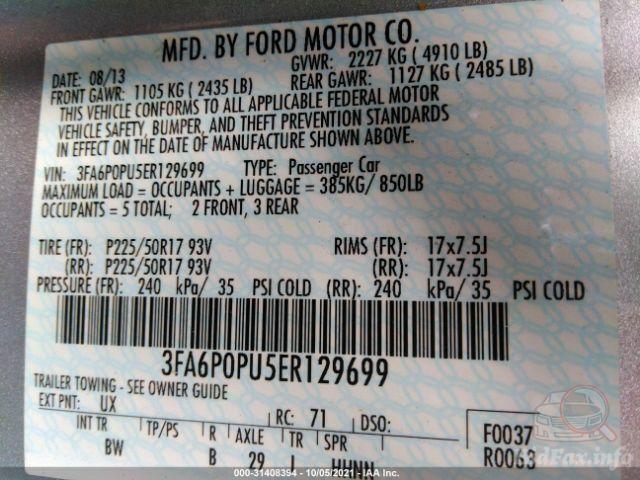 MFD. BY FORD MOTOR CO.
DATE: 08/13 GVWR: 2227 KG ( 4910 LB)
FRONT GAWR: 1105 KG ( 2435 LB) REAR GAWR: 1127 KG ( 2485 LB)
THIS VEHICLE CONFORMS TO ALL APPLICABLE FEDERAL MOTOR
VEHICLE SAFETY, BUMPER, AND THEFT PREVENTION STANDARDS
IN EFFECT ON THE DATE OF MANUFACTURE SHOWN ABOVE.
VIN: 3FA6P0PU5ER129699 TYPE: Passenger Car
MAXIMUM LOAD = OCCUPANTS + LUGGAGE = 385KG/ 850LB
OCCUPANTS = 5 TOTAL; 2 FRONT, 3 REAR
TIRE (FR): P225/50R17 93V RIMS (FR): 17x7.5J
(RR): P225/50R17 93V (RR): 17x7.5J
PRESSURE (FR): 240 kPa/ 35 PSI COLD (RR): 240 kPa/ 35 PSI COLD
3FA6P0PU5ER129699
TRAILER TOWING - SEE OWNER GUIDE
EXT PNT: UX RC: 71 DSO: F0037
INT TR TP/PS R AXLE TR SPR R0063
BW B 29 J HHNN
VidFax.info
000-31408394 - 10/05/2021 - IAA Inc.